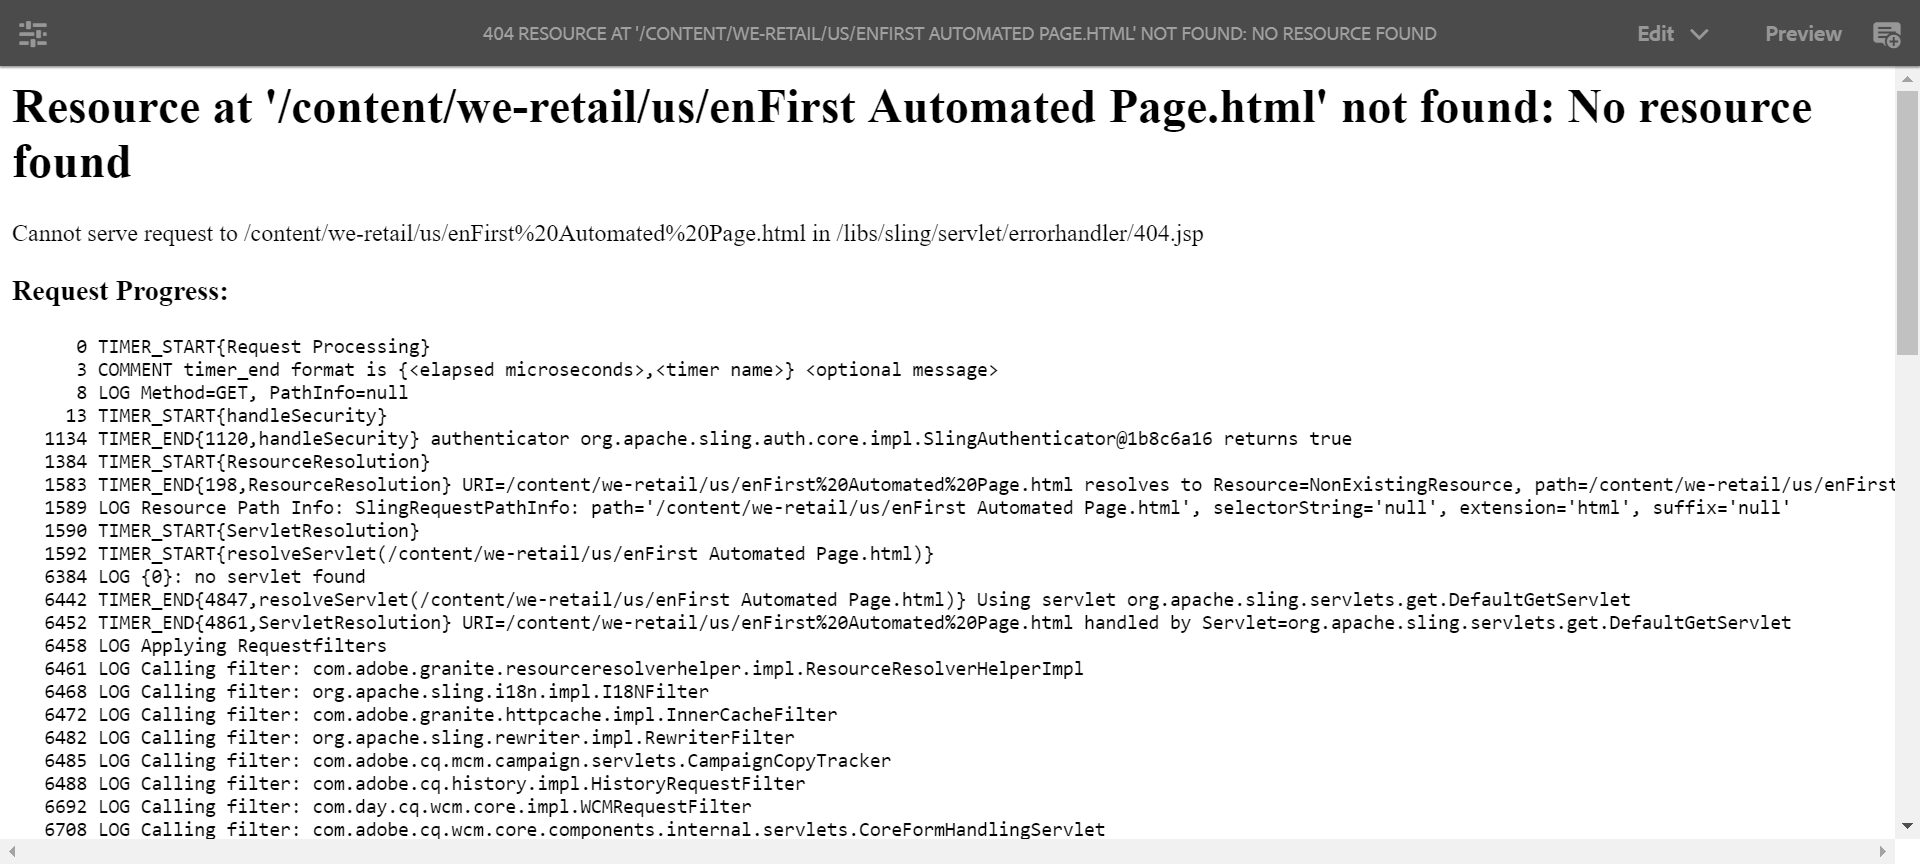 404 RESOURCE AT '/CONTENT/WE-RETAIL/US/ENFIRST AUTOMATED PAGE.HTML' NOT FOUND: NO RESOURCE FOUND
Edit
Preview
Resource at '/content/we-retail/us/enFirst Automated Page.html' not found: No resource
found
Cannot serve request to /content/we-retail/us/enFirst%20Automated%20Page.html in /libs/sling/servlet/errorhandler/404.jsp
Request Progress:
0 TIMER_START{Request Processing}
3 COMMENT timer_end format is {<elapsed microseconds>,<timer name>} <optional message>
8 LOG Method=GET, PathInfo=null
13 TIMER_START{handleSecurity}
1134 TIMER_END{1120,handleSecurity} authenticator org.apache.sling.auth.core.impl.SlingAuthenticator@1b8c6a16 returns true
1384 TIMER_START{ResourceResolution}
1583 TIMER_END{198,ResourceResolution} URI=/content/we-retail/us/enFirst%20Automated%20Page.html resolves to Resource=NonExistingResource, path=/content/we-retail/us/enFirst
1589 LOG Resource Path Info: SlingRequestPathInfo: path='/content/we-retail/us/enFirst Automated Page.html', selectorString='null', extension='html', suffix='null'
1590 TIMER_START{ServletResolution}
1592 TIMER_START{resolveServlet(/content/we-retail/us/enFirst Automated Page.html)}
6384 LOG {0}: no servlet found
6442 TIMER_END{4847,resolveServlet(/content/we-retail/us/enFirst Automated Page.html)} Using servlet org.apache.sling.servlets.get.DefaultGetServlet
6452 TIMER_END{4861,ServletResolution} URI=/content/we-retail/us/enFirst%20Automated%20Page.html handled by Servlet=org.apache.sling.servlets.get.DefaultGetServlet
6458 LOG Applying Requestfilters
6461 LOG Calling filter: com.adobe.granite.resourceresolverhelper.impl.ResourceResolverHelperImpl
6468 LOG Calling filter: org.apache.sling.i18n.impl.I18NFilter
6472 LOG Calling filter: com.adobe.granite.httpcache.impl.InnerCacheFilter
6482 LOG Calling filter: org.apache.sling.rewriter.impl.RewriterFilter
6485 LOG Calling filter: com.adobe.cq.mcm.campaign.servlets.CampaignCopyTracker
6488 LOG Calling filter: com.adobe.cq.history.impl.HistoryRequestFilter
6692 LOG Calling filter: com.day.cq.wcm.core.impl.WCMRequestFilter
6708 LOG Calling filter: com.adobe.cq.wcm.core.components.internal.servlets.CoreFormHandlingServlet